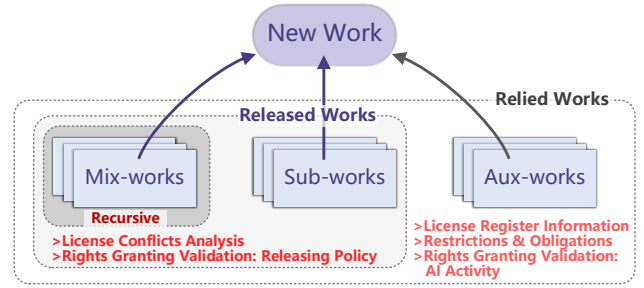 New Work
Relied Works
Released Works
Mix-works
Sub-works
Aux-works
Recursive
>License Conflicts Analysis
>Rights Granting Validation: Releasing Policy
>License Register Information
>Restrictions & Obligations
>Rights Granting Validation:
AI Activity